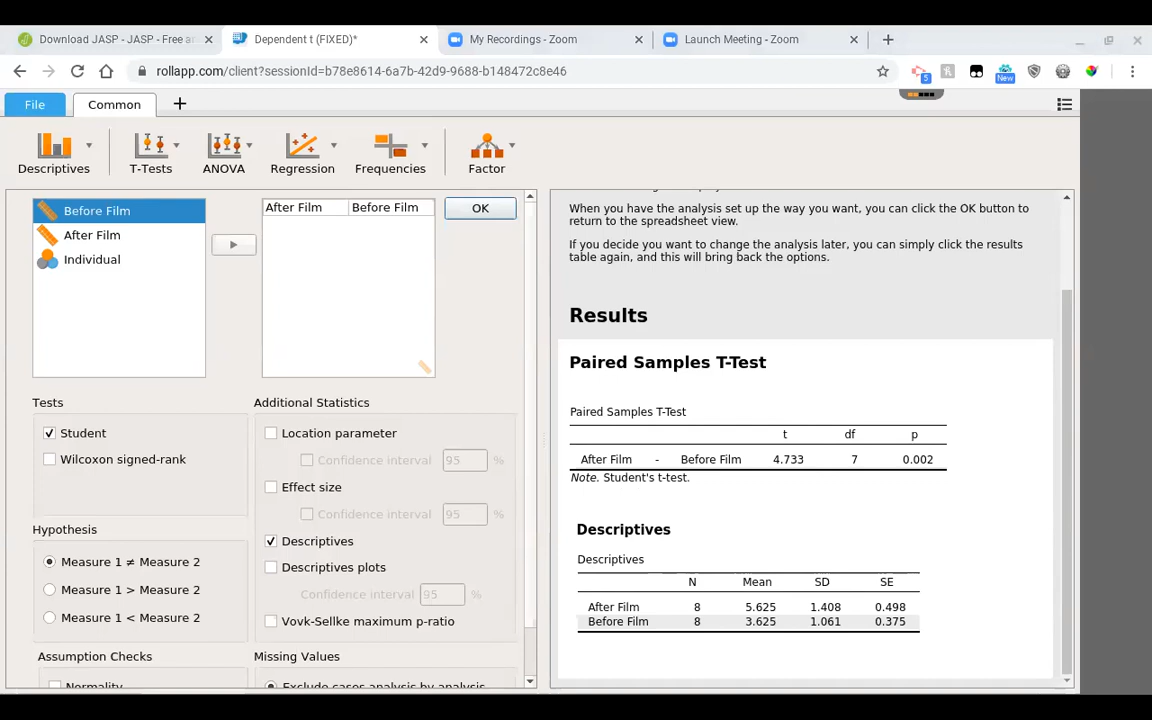 Download JASP - JASP - Free a
Dependent t (FIXED)*
My Recordings - Zoom
Launch Meeting - Zoom
rollapp.com/client?sessionId=b78e8614-6a7b-42d9-9688-b148472c8e46
5
New
File
Common
Descriptives
T-Tests
ANOVA
Regression
Frequencies
Factor
Before Film
After Film
Individual
After Film
Before Film
OK
Tests
Student
Wilcoxon signed-rank
Hypothesis
Measure 1 ≠ Measure 2
Measure 1 > Measure 2
Measure 1 < Measure 2
Assumption Checks
Normality
Additional Statistics
Location parameter
Confidence interval 95 %
Effect size
Confidence interval 95 %
Descriptives
Descriptives plots
Confidence interval 95 %
Vovk-Sellke maximum p-ratio
Missing Values
Exclude cases analysis by analysis
When you have the analysis set up the way you want, you can click the OK button to
return to the spreadsheet view.
If you decide you want to change the analysis later, you can simply click the results
table again, and this will bring back the options.
Results
Paired Samples T-Test
Paired Samples T-Test
t df p
After Film - Before Film 4.733 7 0.002
Note. Student's t-test.
Descriptives
Descriptives
N Mean SD SE
After Film 8 5.625 1.408 0.498
Before Film 8 3.625 1.061 0.375